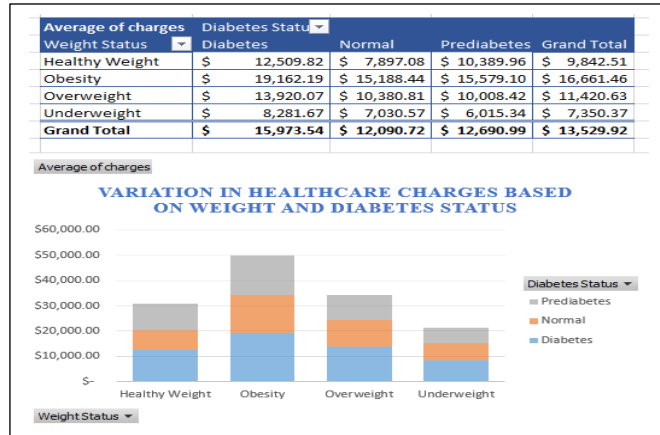 Average of charges Diabetes Statu
Weight Status Diabetes Normal Prediabetes Grand Total
Healthy Weight $ 12,509.82 $ 7,897.08 $ 10,389.96 $ 9,842.51
Obesity $ 19,162.19 $ 15,188.44 $ 15,579.10 $ 16,661.46
Overweight $ 13,920.07 $ 10,380.81 $ 10,008.42 $ 11,420.63
Underweight $ 8,281.67 $ 7,030.57 $ 6,015.34 $ 7,350.37
Grand Total $ 15,973.54 $ 12,090.72 $ 12,690.99 $ 13,529.92
Average of charges
VARIATION IN HEALTHCARE CHARGES BASED
ON WEIGHT AND DIABETES STATUS
$60,000.00
$50,000.00
$40,000.00
$30,000.00
$20,000.00
$10,000.00
$-
Healthy Weight Obesity Overweight Underweight
Diabetes Status
Prediabetes
Normal
Diabetes
Weight Status